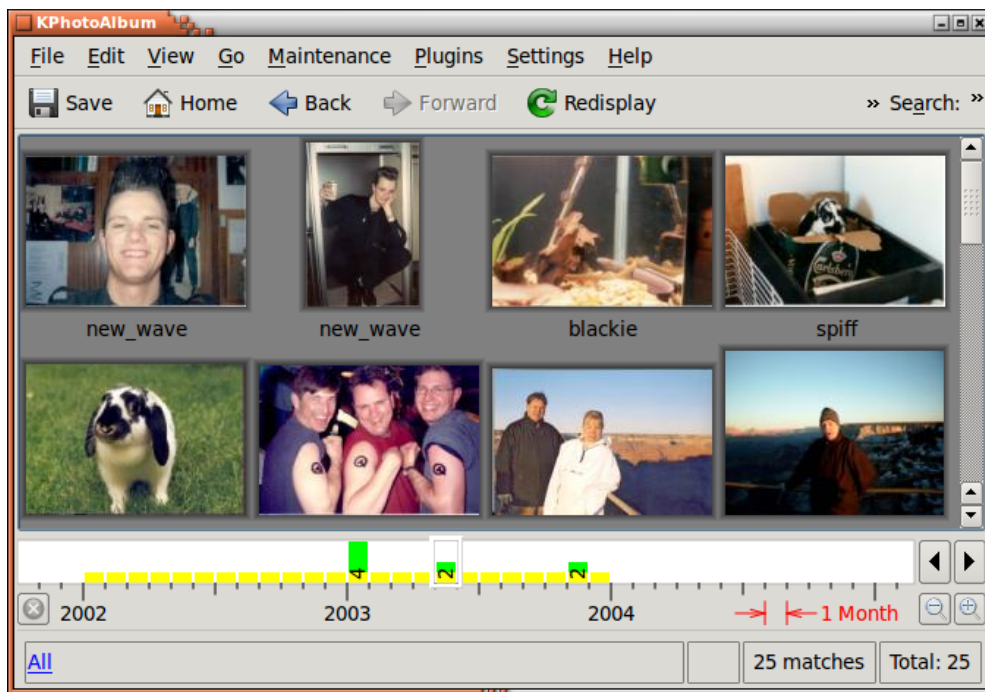 KPhotoAlbum
File Edit View Go Maintenance Plugins Settings Help
Save Home Back Forward Redisplay » Search: »
new_wave new_wave blackie spiff
Carlsberg
4 2 2
2002 2003 2004 1 Month
All 25 matches Total: 25